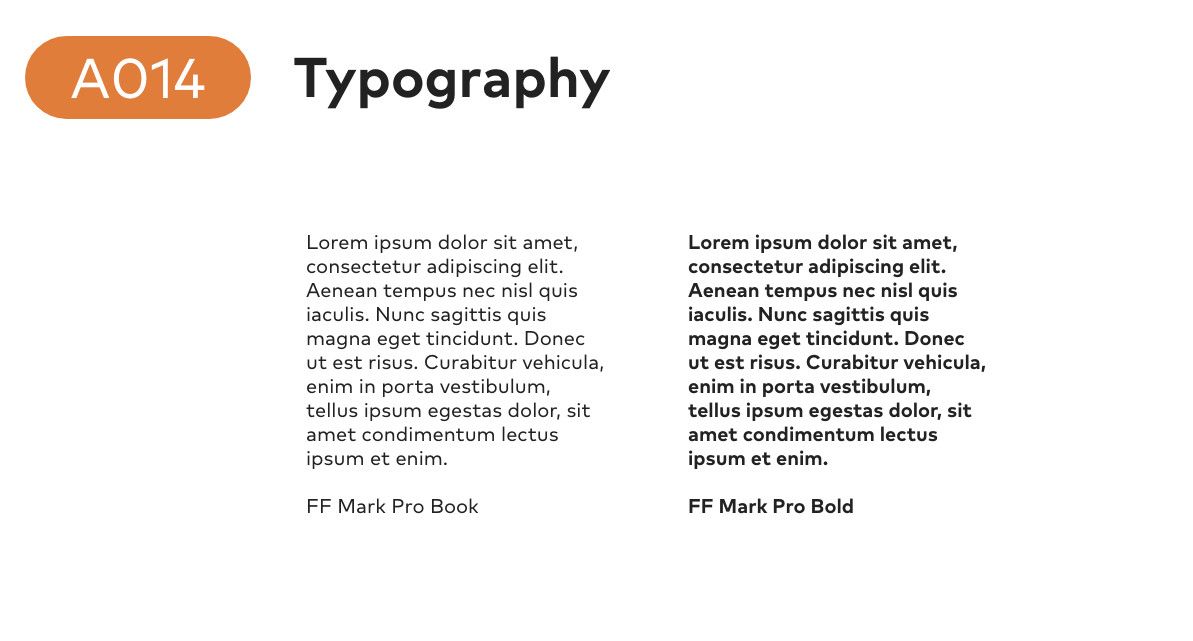 A014
Typography
Lorem ipsum dolor sit amet,
consectetur adipiscing elit.
Aenean tempus nec nisl quis
iaculis. Nunc sagittis quis
magna eget tincidunt. Donec
ut est risus. Curabitur vehicula,
enim in porta vestibulum,
tellus ipsum egestas dolor, sit
amet condimentum lectus
ipsum et enim.
FF Mark Pro Book
Lorem ipsum dolor sit amet,
consectetur adipiscing elit.
Aenean tempus nec nisl quis
iaculis. Nunc sagittis quis
magna eget tincidunt. Donec
ut est risus. Curabitur vehicula,
enim in porta vestibulum,
tellus ipsum egestas dolor, sit
amet condimentum lectus
ipsum et enim.
FF Mark Pro Bold